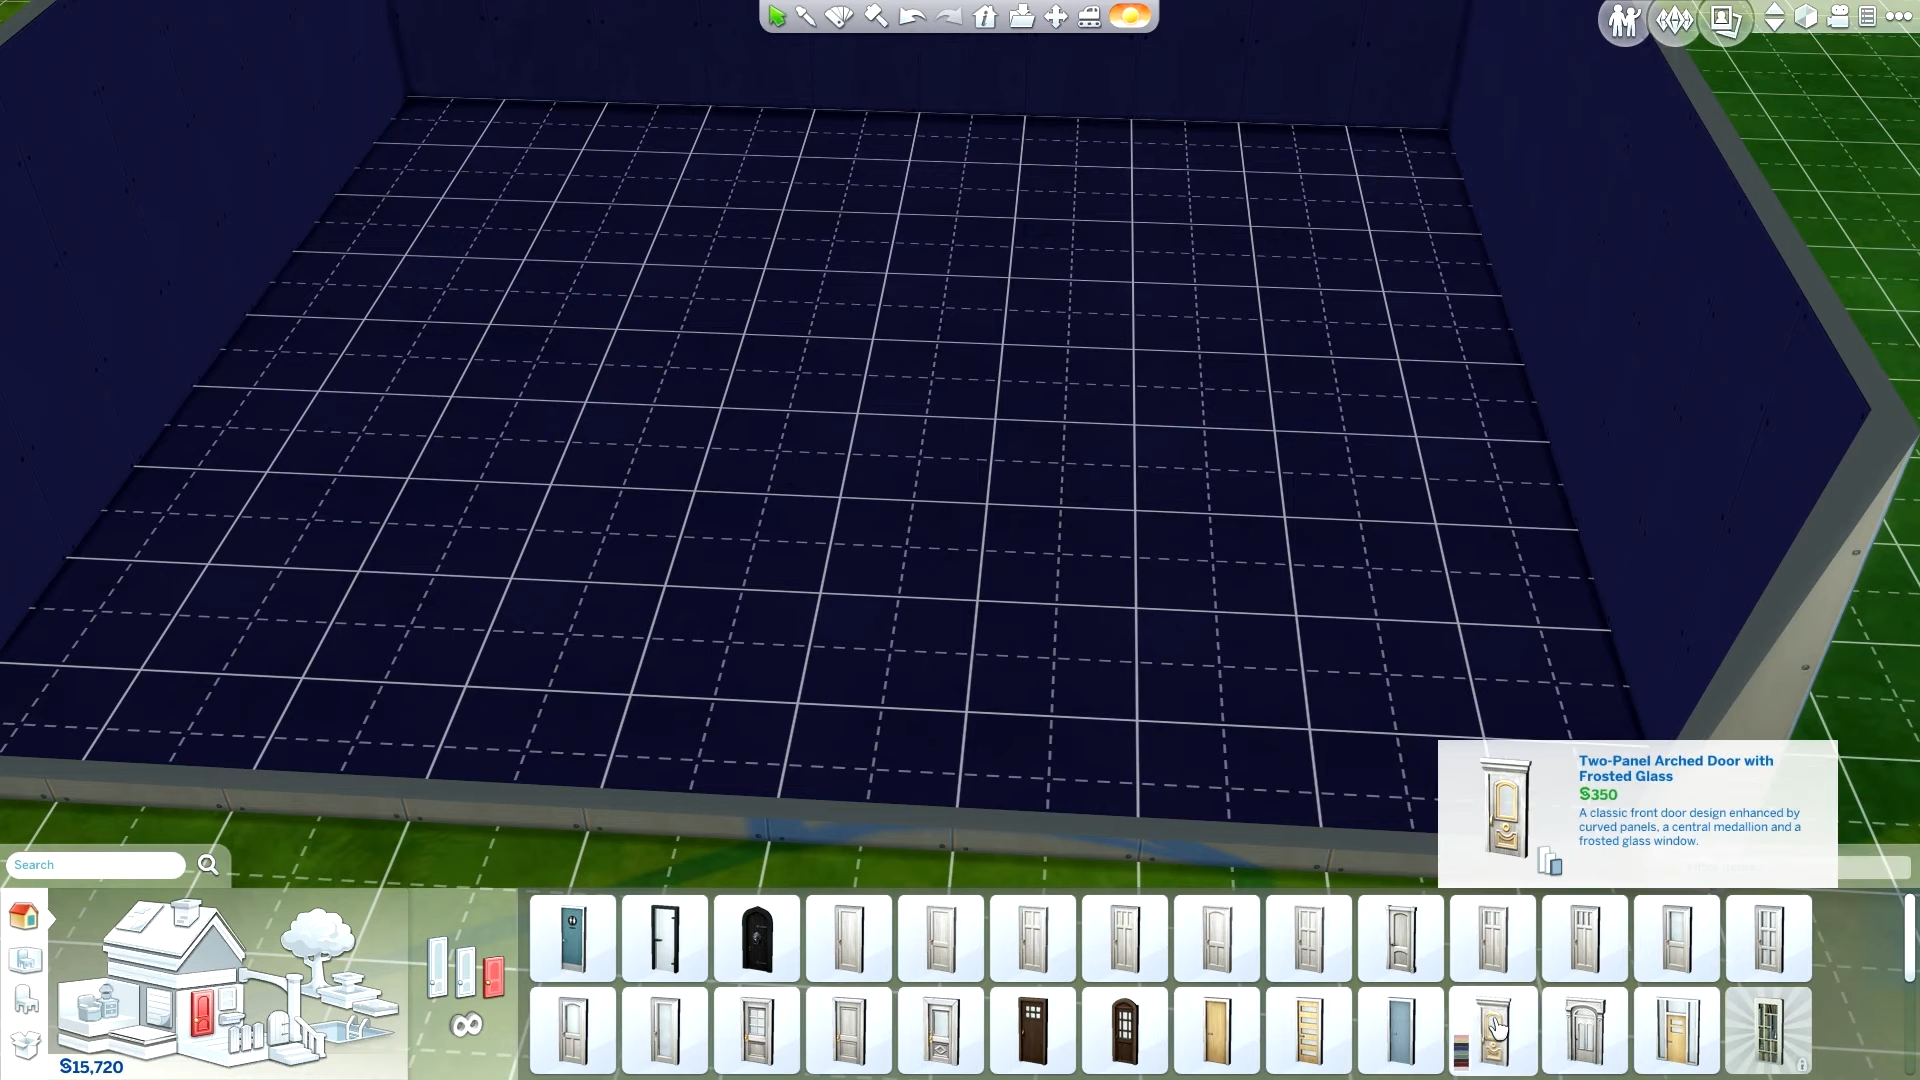 Two-Panel Arched Door with
Frosted Glass
§350
A classic front door design enhanced by
curved panels, a central medallion and a
frosted glass window.
Search
§15,720